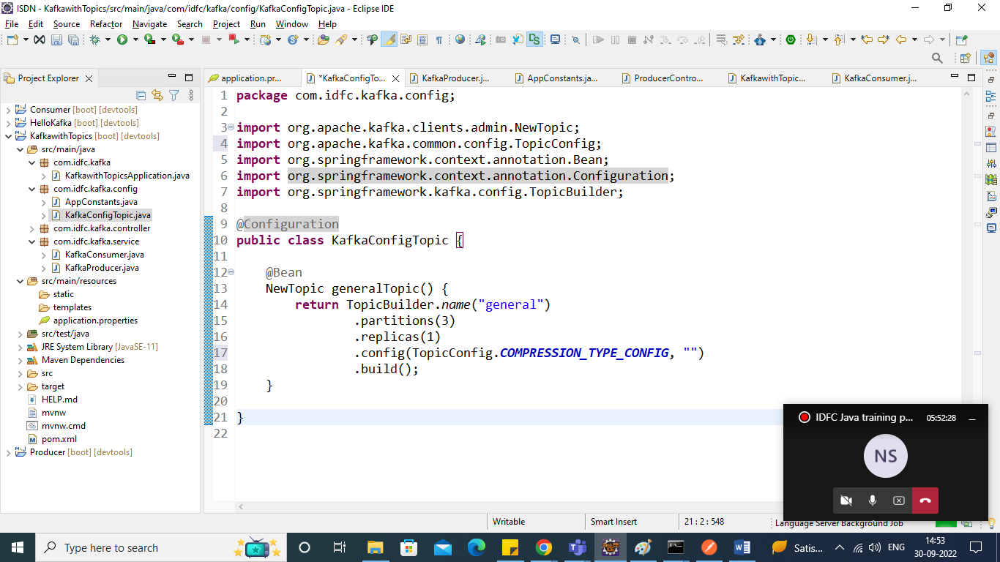 ISDN - KafkawithTopics/src/main/java/com/idfc/kafka/config/KafkaConfigTopic.java - Eclipse IDE
File Edit Source Refactor Navigate Search Project Run Window Help
Project Explorer
Consumer [boot] [devtools]
HelloKafka [boot] [devtools]
KafkawithTopics [boot] [devtools]
src/main/java
com.idfc.kafka
KafkawithTopicsApplication.java
com.idfc.kafka.config
AppConstants.java
KafkaConfigTopic.java
com.idfc.kafka.controller
com.idfc.kafka.service
KafkaConsumer.java
KafkaProducer.java
src/main/resources
static
templates
application.properties
src/test/java
JRE System Library [JavaSE-11]
Maven Dependencies
src
target
HELP.md
mvnw
mvnw.cmd
pom.xml
Producer [boot] [devtools]
application.pr... *KafkaConfigTo... KafkaProducer.j... AppConstants.ja... ProducerContro... KafkawithTopic... KafkaConsumer.j...
1 package com.idfc.kafka.config;
2
3 import org.apache.kafka.clients.admin.NewTopic;
4 import org.apache.kafka.common.config.TopicConfig;
5 import org.springframework.context.annotation.Bean;
6 import org.springframework.context.annotation.Configuration;
7 import org.springframework.kafka.config.TopicBuilder;
8
9 @Configuration
10 public class KafkaConfigTopic {
11
12 @Bean
13 NewTopic generalTopic() {
14 return TopicBuilder.name("general")
15 .partitions(3)
16 .replicas(1)
17 .config(TopicConfig.COMPRESSION_TYPE_CONFIG, "")
18 .build();
19 }
20
21 }
22
IDFC Java training p... 05:52:28
NS
Writable Smart Insert 21 : 2 : 548 Language Server Background Job
Type here to search
Satis... ENG 14:53
30-09-2022